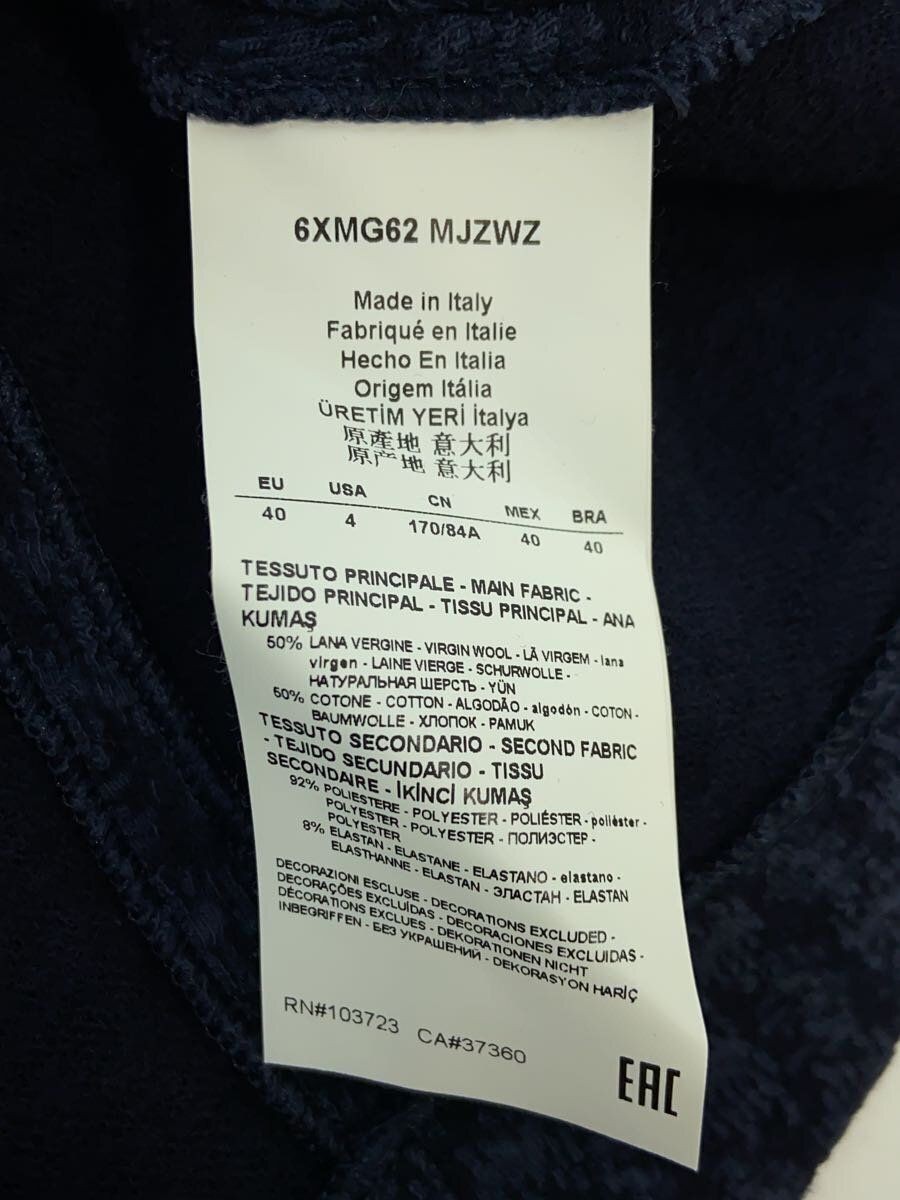 6XMG62 MJZWZ
Made in Italy
Fabriqué en Italie
Hecho En Italia
Origem Itália
ÜRETİM YERİ İtalya
原產地 意大利
原产地 意大利
EU USA CN MEX BRA
40 4 170/84A 40 40
TESSUTO PRINCIPALE - MAIN FABRIC -
TEJIDO PRINCIPAL - TISSU PRINCIPAL - ANA
KUMAŞ
50% LANA VERGINE - VIRGIN WOOL - LÃ VIRGEM - lana
virgen - LAINE VIERGE - SCHURWOLLE -
НАТУРАЛЬНАЯ ШЕРСТЬ - YÜN
50% COTONE - COTTON - ALGODÃO - algodón - COTON -
BAUMWOLLE - ХЛОПОК - PAMUK
TESSUTO SECONDARIO - SECOND FABRIC
- TEJIDO SECUNDARIO - TISSU
SECONDAIRE - İKİNCİ KUMAŞ
92% POLIESTERE - POLYESTER - POLIÉSTER - poliéster -
POLYESTER - POLYESTER - ПОЛИЭСТЕР -
POLYESTER
8% ELASTAN - ELASTANE - ELASTANO - elastano -
ELASTHANNE - ELASTAN - ЭЛАСТАН - ELASTAN
DECORAZIONI ESCLUSE - DECORATIONS EXCLUDED -
DECORAÇÕES EXCLUÍDAS - DECORACIONES EXCLUIDAS -
DÉCORATIONS EXCLUES - DEKORATIONEN NICHT
INBEGRIFFEN - БЕЗ УКРАШЕНИЙ - DEKORASYON HARİÇ
RN#103723 CA#37360
EAC